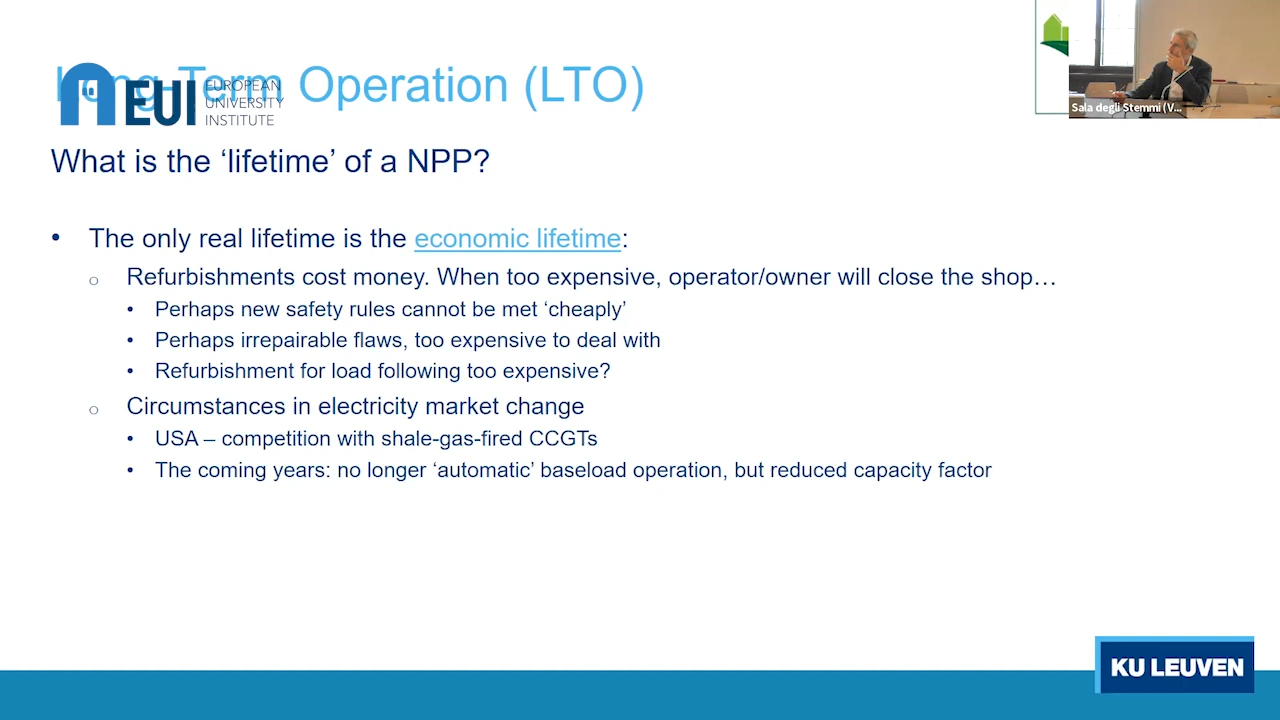 Long-Term Operation (LTO)
EUI EUROPEAN
UNIVERSITY
INSTITUTE
Sala degli Stemmi (V...
What is the ‘lifetime’ of a NPP?
• The only real lifetime is the economic lifetime:
o Refurbishments cost money. When too expensive, operator/owner will close the shop…
• Perhaps new safety rules cannot be met ‘cheaply’
• Perhaps irrepairable flaws, too expensive to deal with
• Refurbishment for load following too expensive?
o Circumstances in electricity market change
• USA – competition with shale-gas-fired CCGTs
• The coming years: no longer ‘automatic’ baseload operation, but reduced capacity factor
KU LEUVEN